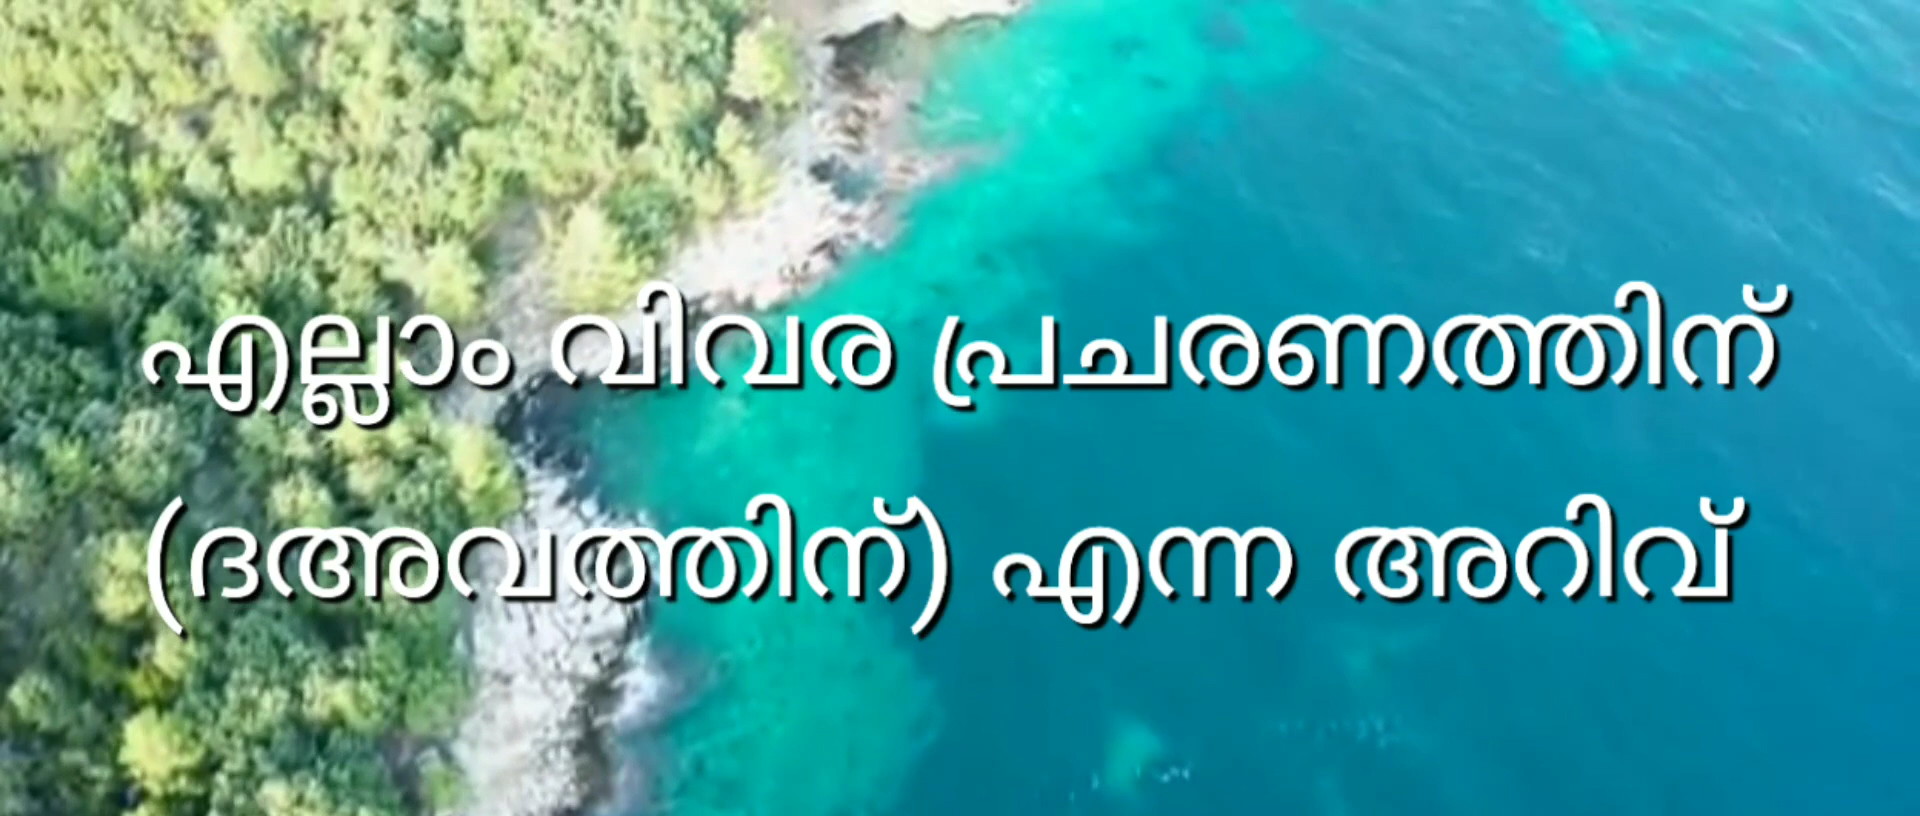 എല്ലാം വിവര പ്രചരണത്തിന്
(ദഅവത്തിന്) എന്ന അറിവ്